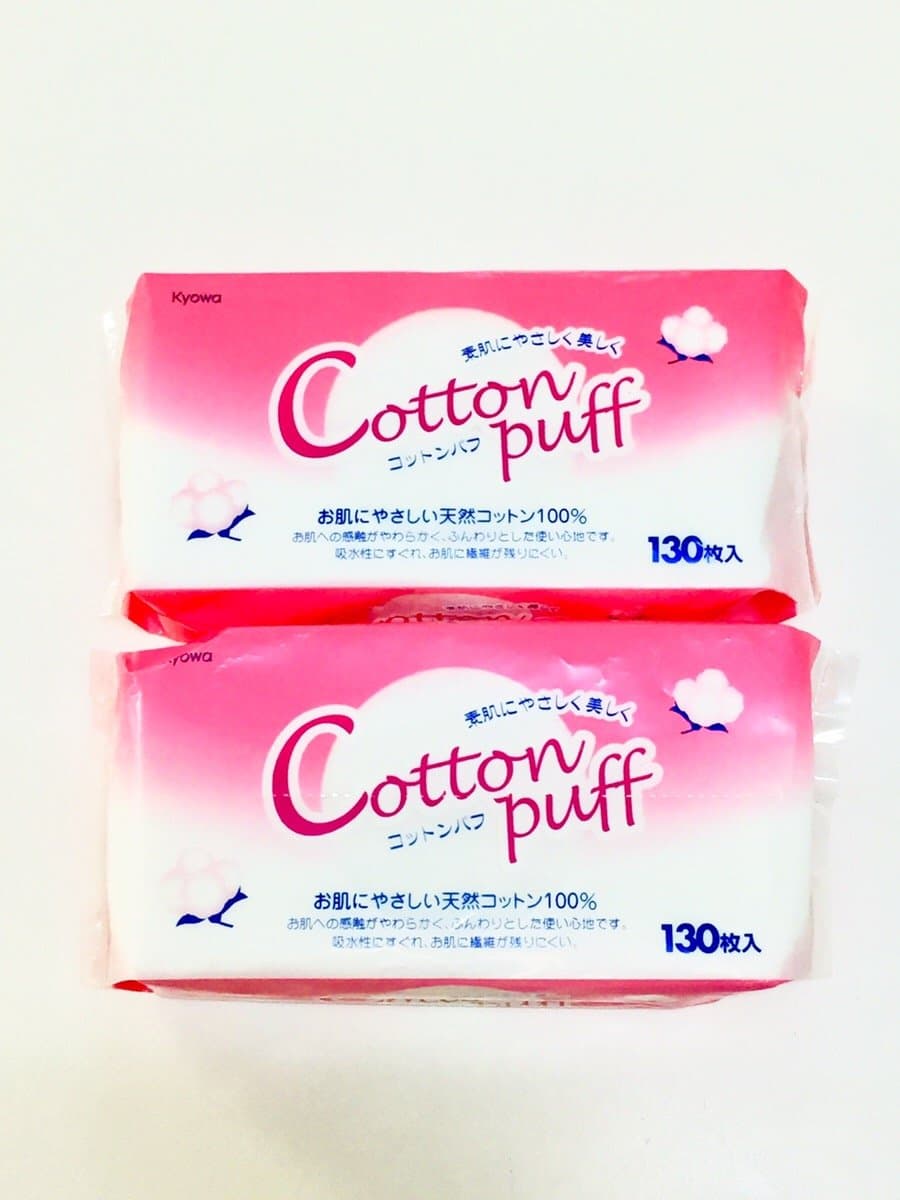 Kyowa
素肌にやさしく美しく
Cotton
puff
コットンパフ
お肌にやさしい天然コットン100%
お肌への感触がやわらかく、ふんわりとした使い心地です。
吸水性にすぐれ、お肌に繊維が残りにくい。
130枚入
Kyowa
素肌にやさしく美しく
Cotton
puff
コットンパフ
お肌にやさしい天然コットン100%
お肌への感触がやわらかく、ふんわりとした使い心地です。
吸水性にすぐれ、お肌に繊維が残りにくい。
130枚入